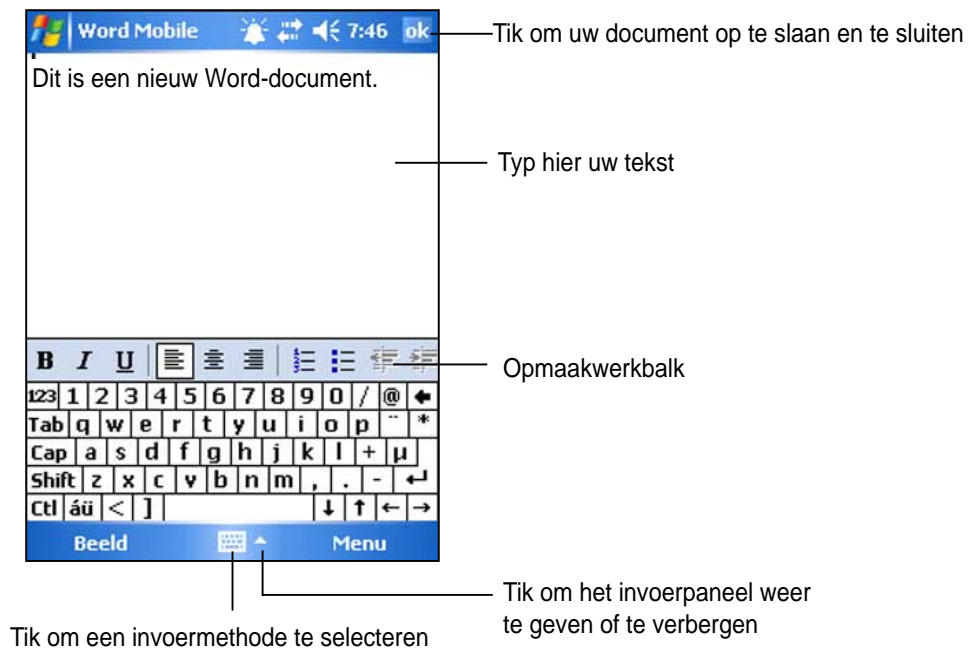 Word Mobile 7:46 ok
Tik om uw document op te slaan en te sluiten
Dit is een nieuw Word-document.
Typ hier uw tekst
B I U
Opmaakwerkbalk
123 1 2 3 4 5 6 7 8 9 0 / @
Tab q w e r t y u i o p ¨ *
Cap a s d f g h j k l + µ
Shift z x c v b n m , . -
Ctl áü < ]
Beeld Menu
Tik om het invoerpaneel weer
te geven of te verbergen
Tik om een invoermethode te selecteren